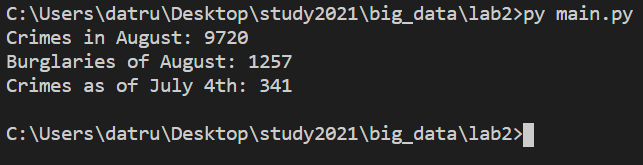 C:\Users\datru\Desktop\study2021\big_data\lab2>py main.py
Crimes in August: 9720
Burglaries of August: 1257
Crimes as of July 4th: 341
C:\Users\datru\Desktop\study2021\big_data\lab2>